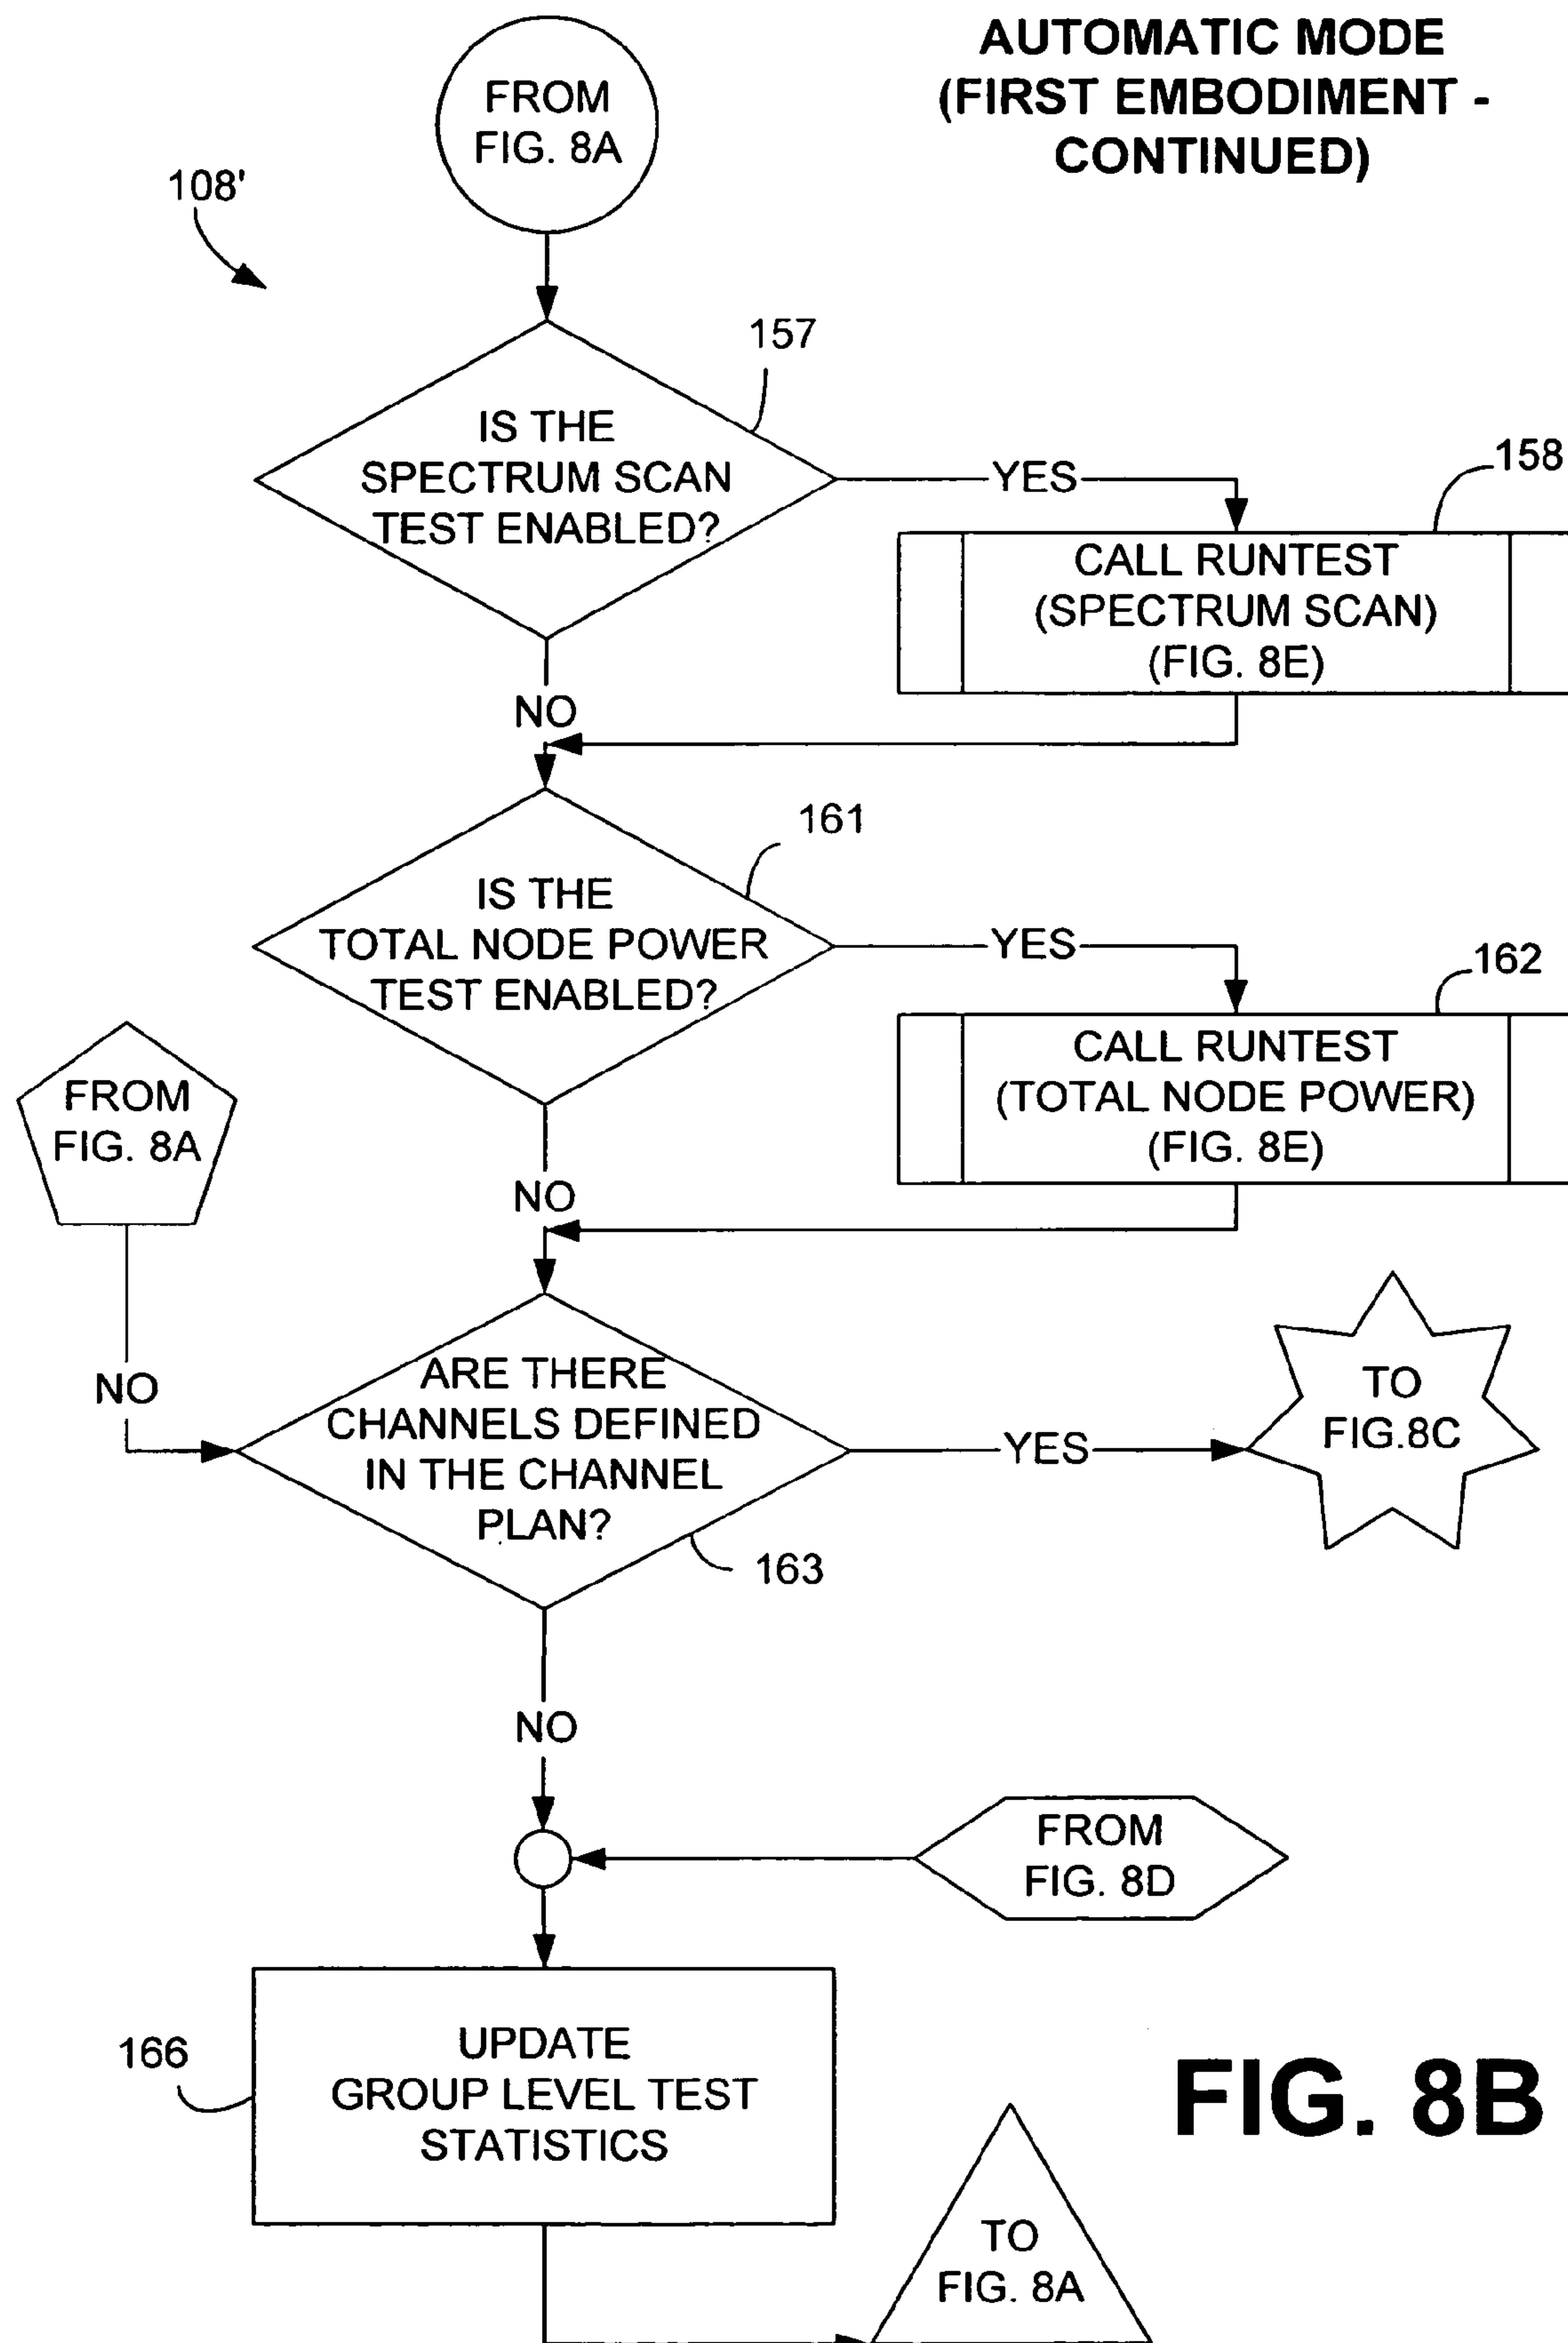 AUTOMATIC MODE
(FIRST EMBODIMENT -
CONTINUED)
FROM
FIG. 8A
108'
157
IS THE
SPECTRUM SCAN
TEST ENABLED?
YES
158
CALL RUNTEST
(SPECTRUM SCAN)
(FIG. 8E)
NO
161
IS THE
TOTAL NODE POWER
TEST ENABLED?
YES
162
CALL RUNTEST
(TOTAL NODE POWER)
(FIG. 8E)
FROM
FIG. 8A
NO
NO
ARE THERE
CHANNELS DEFINED
IN THE CHANNEL
PLAN?
YES
TO
FIG.8C
163
NO
FROM
FIG. 8D
166
UPDATE
GROUP LEVEL TEST
STATISTICS
FIG. 8B
TO
FIG. 8A